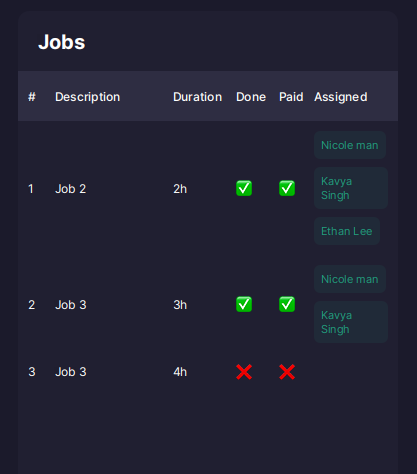 Jobs
# Description Duration Done Paid Assigned
Nicole man
1 Job 2 2h ✅ ✅ Kavya
Singh
Ethan Lee
Nicole man
2 Job 3 3h ✅ ✅ Kavya
Singh
3 Job 3 4h ❌ ❌